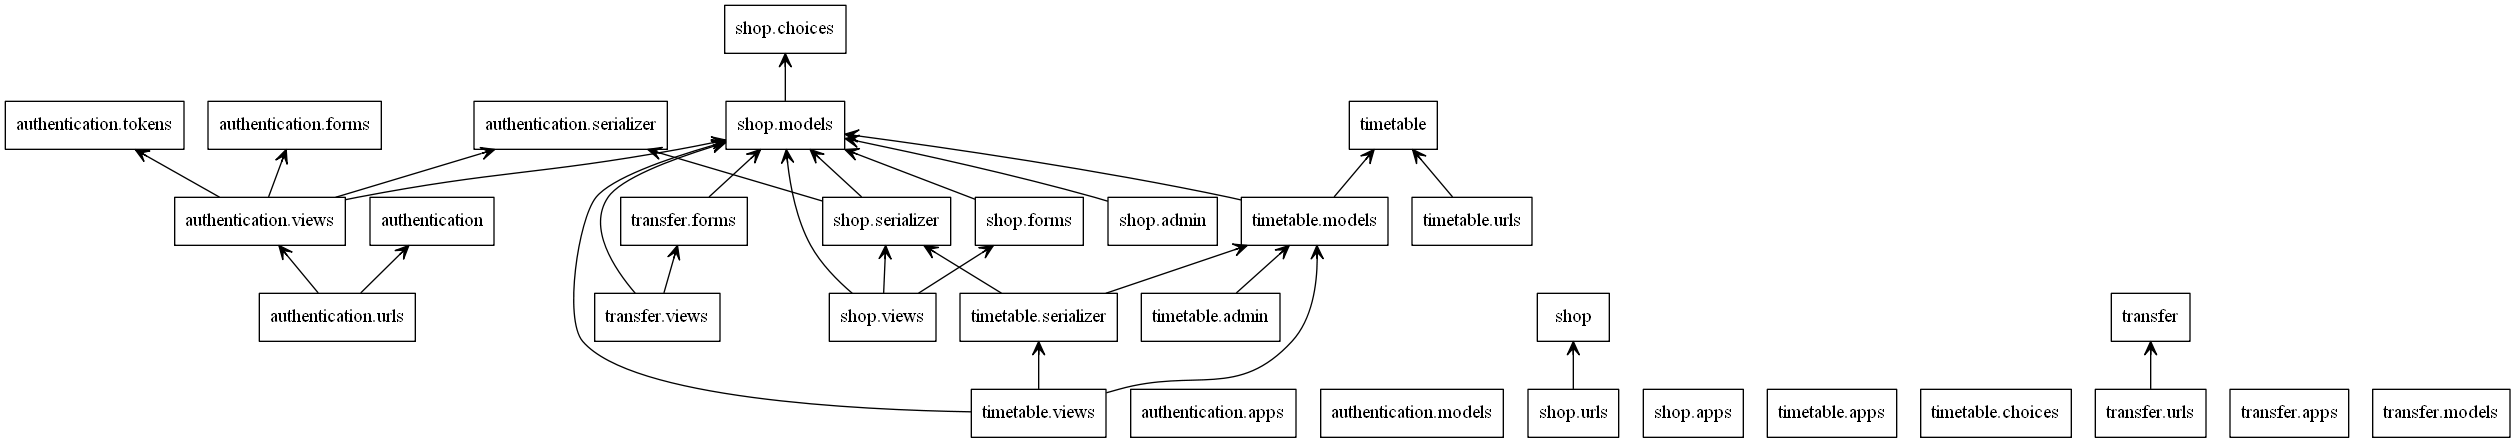 shop.choices
authentication.tokens
authentication.forms
authentication.serializer
shop.models
timetable
authentication.views
authentication
transfer.forms
shop.serializer
shop.forms
shop.admin
timetable.models
timetable.urls
authentication.urls
transfer.views
shop.views
timetable.serializer
timetable.admin
shop
transfer
timetable.views
authentication.apps
authentication.models
shop.urls
shop.apps
timetable.apps
timetable.choices
transfer.urls
transfer.apps
transfer.models